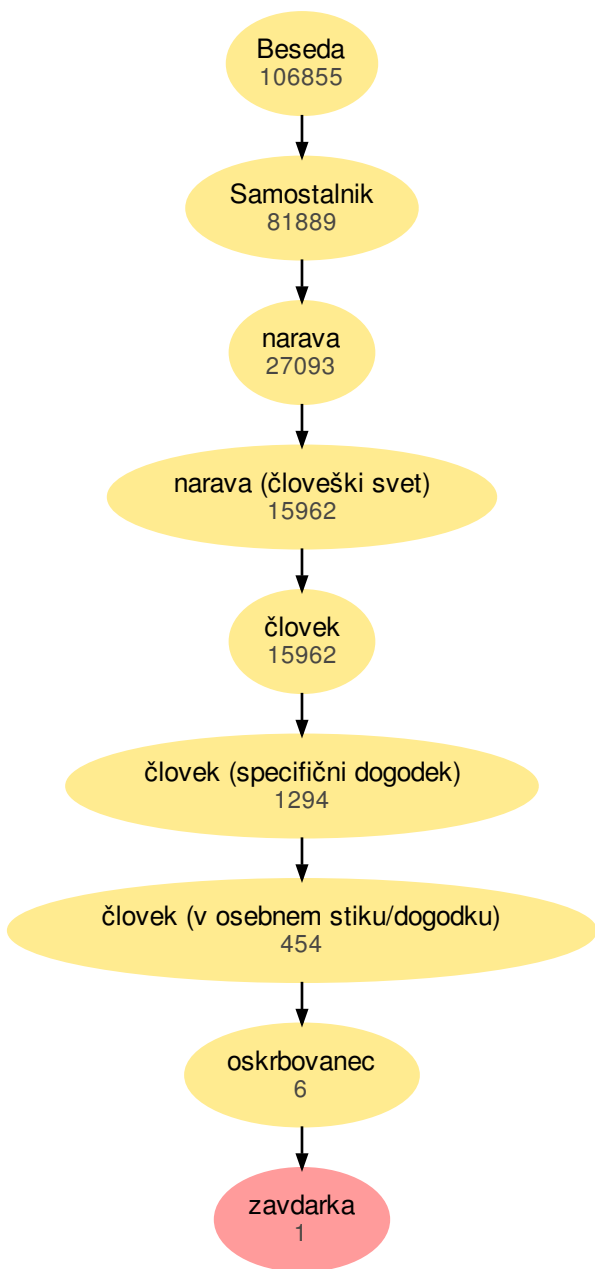 Beseda
106855
Samostalnik
81889
narava
27093
narava (človeški svet)
15962
človek
15962
človek (specifični dogodek)
1294
človek (v osebnem stiku/dogodku)
454
oskrbovanec
6
zavdarka
1